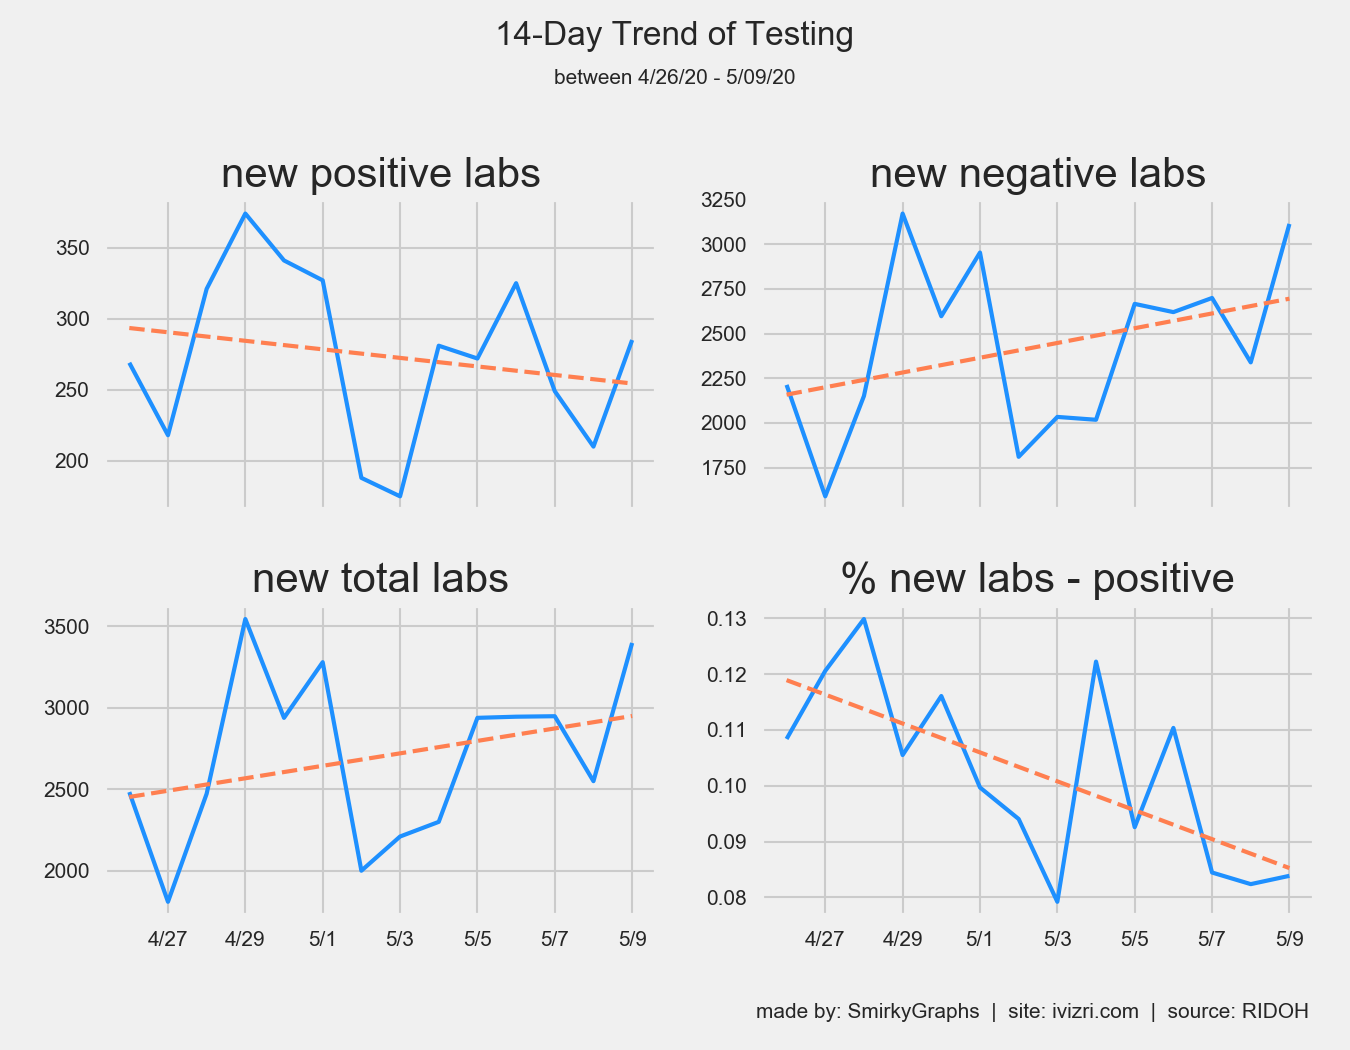 14-Day Trend of Testing
between 4/26/20 - 5/09/20
new positive labs
350
300
250
200
new negative labs
3250
3000
2750
2500
2250
2000
1750
new total labs
3500
3000
2500
2000
4/27 4/29 5/1 5/3 5/5 5/7 5/9
% new labs - positive
0.13
0.12
0.11
0.10
0.09
0.08
4/27 4/29 5/1 5/3 5/5 5/7 5/9
made by: SmirkyGraphs | site: ivizri.com | source: RIDOH